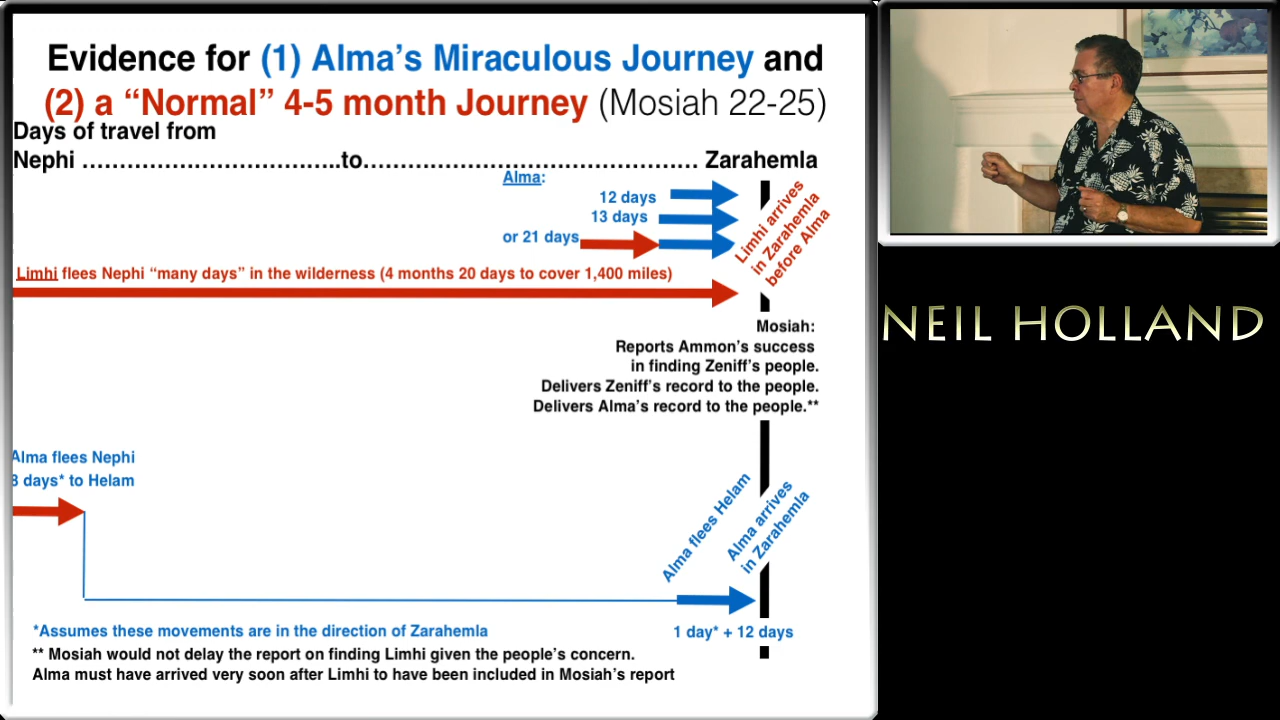 Evidence for (1) Alma's Miraculous Journey and
(2) a “Normal” 4-5 month Journey (Mosiah 22-25)
Days of travel from
Nephi ……………………………..to……………………………………… Zarahemla
Alma:
12 days
13 days
or 21 days
Limhi arrives
in Zarahemla
before Alma
Limhi flees Nephi “many days” in the wilderness (4 months 20 days to cover 1,400 miles)
Mosiah:
Reports Ammon's success
in finding Zeniff's people.
Delivers Zeniff's record to the people.
Delivers Alma's record to the people.**
NEIL HOLLAND
Alma flees Nephi
8 days* to Helam
Alma flees Helam
Alma arrives
in Zarahemla
*Assumes these movements are in the direction of Zarahemla
1 day* + 12 days
** Mosiah would not delay the report on finding Limhi given the people's concern.
Alma must have arrived very soon after Limhi to have been included in Mosiah's report